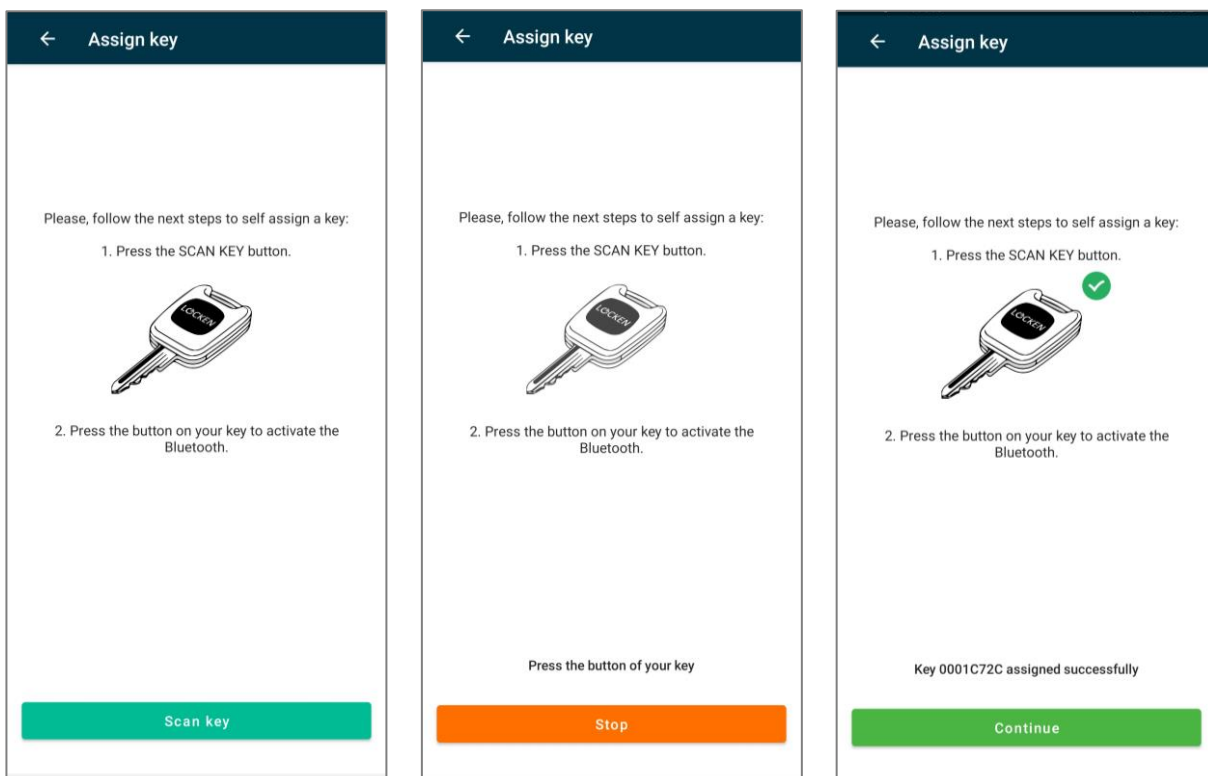 Assign key
Please, follow the next steps to self assign a key:
1. Press the SCAN KEY button.
LOCKEN
2. Press the button on your key to activate the
Bluetooth.
Scan key
Assign key
Please, follow the next steps to self assign a key:
1. Press the SCAN KEY button.
LOCKEN
2. Press the button on your key to activate the
Bluetooth.
Press the button of your key
Stop
Assign key
Please, follow the next steps to self assign a key:
1. Press the SCAN KEY button.
LOCKEN
2. Press the button on your key to activate the
Bluetooth.
Key 0001C72C assigned successfully
Continue